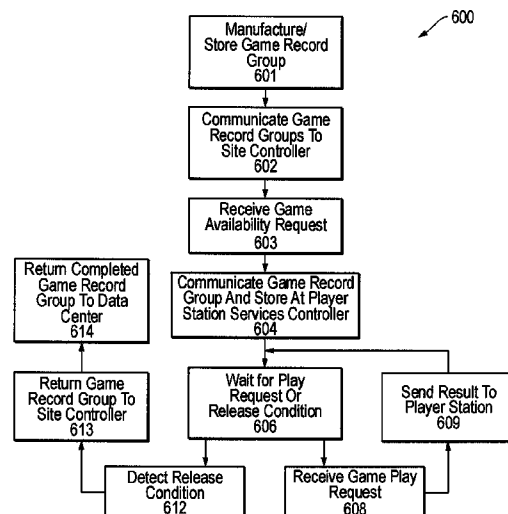 600
Manufacture/
Store Game Record
Group
601
Communicate Game
Record Groups To
Site Controller
602
Receive Game
Availability Request
603
Communicate Game Record
Group And Store At Player
Station Services Controller
604
Return Completed
Game Record
Group To Data
Center
614
Return Game
Record Group To
Site Controller
613
Wait for Play
Request Or
Release Condition
606
Send Result To
Player Station
609
Detect Release
Condition
612
Receive Game Play
Request
608